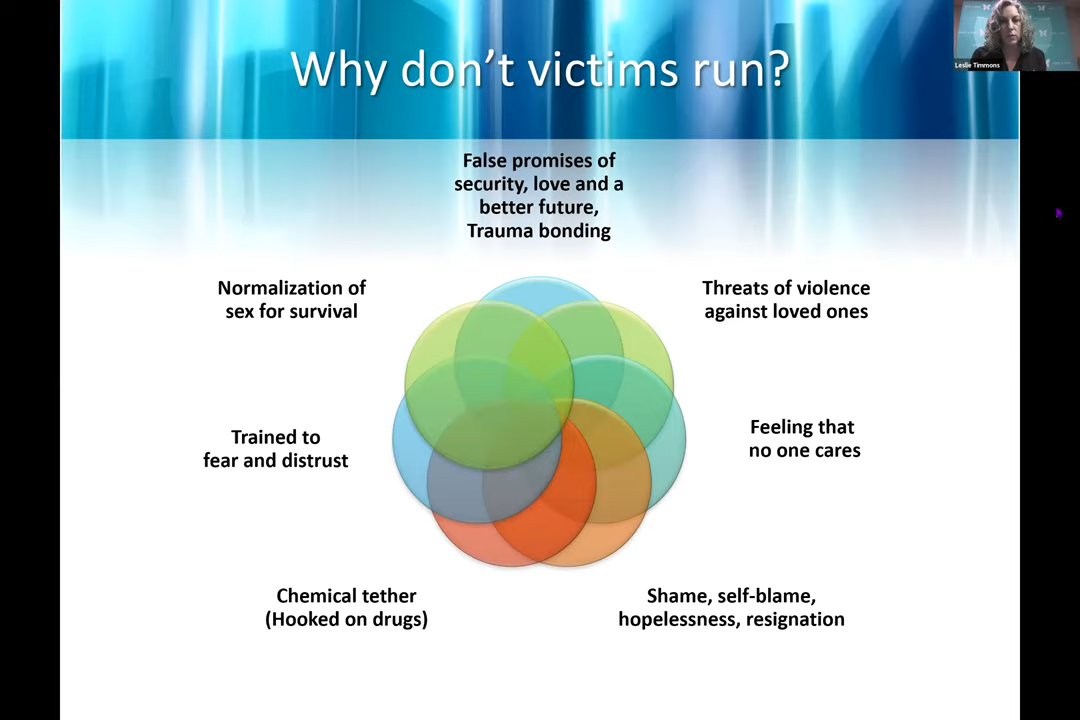 Why don't victims run?
Leslie Timmons
False promises of
security, love and a
better future,
Trauma bonding
Normalization of
sex for survival
Threats of violence
against loved ones
Trained to
fear and distrust
Feeling that
no one cares
Chemical tether
(Hooked on drugs)
Shame, self-blame,
hopelessness, resignation